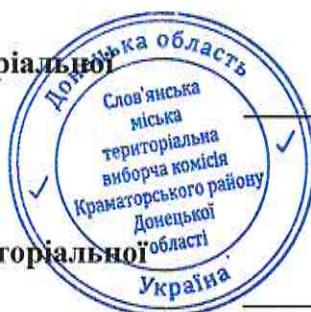 ріальної
Донецька область
Слов'янська
міська
територіальна
виборча комісія
Краматорського району
Донецької
області
торіальної
Україна